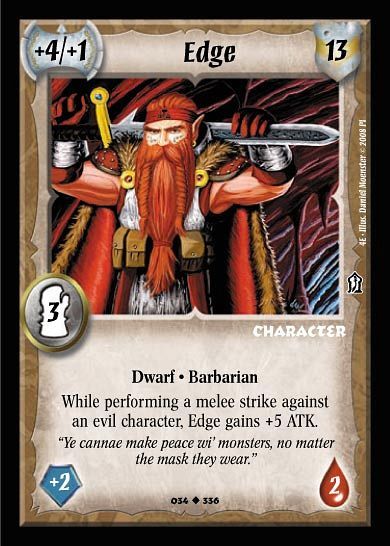 +4/+1
Edge
13
4E · Illus. Daniel Moenster © 2008 PI
3
CHARACTER
Dwarf • Barbarian
While performing a melee strike against
an evil character, Edge gains +5 ATK.
“Ye cannae make peace wi’ monsters, no matter
the mask they wear.”
+2
034 ◆ 336
2